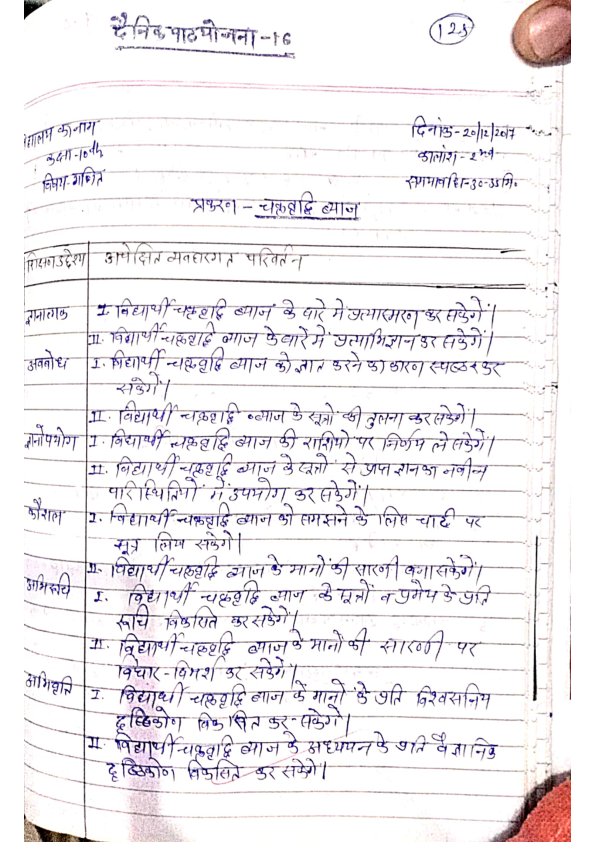 दैनिक पाठयोजना -16
125
विद्यालय का नाम
दिनांक - 20/12/2017
कक्षा -10th
कालांश - 2nd
विषय - गणित
समयावधि -30-35 मि.
प्रकरण - चक्रवृद्धि ब्याज
शिक्षण उद्देश्य अपेक्षित व्यवहारगत परिवर्तन
ज्ञानात्मक I. विद्यार्थी चक्रवृद्धि ब्याज के बारे में प्रत्यास्मरण कर सकेगें।
II. विद्यार्थी चक्रवृद्धि ब्याज के बारें में प्रत्याभिज्ञान कर सकेगें।
अवबोध I. विद्यार्थी चक्रवृद्धि ब्याज को ज्ञात करने का कारण स्पष्ट कर
सकेगें।
II. विद्यार्थी चक्रवृद्धि ब्याज के सूत्रो की तुलना कर सकेगें।
ज्ञानोपयोग I. विद्यार्थी चक्रवृद्धि ब्याज की राशियो पर निर्णय ले सकेगें।
II. विद्यार्थी चक्रवृद्धि ब्याज के सूत्रों से प्राप्त ज्ञान का नवीन
परिस्थितियों में उपयोग कर सकेगें।
कौशल I. विद्यार्थी चक्रवृद्धि ब्याज को समझने के लिए चार्ट पर
सूत्र लिख सकेगें।
II. विद्यार्थी चक्रवृद्धि ब्याज के मानों की सारणी बना सकेगें।
अभिरूची I. विद्यार्थी चक्रवृद्धि ब्याज के सूत्रों व प्रमेय के प्रति
रूचि विकसित कर सकेगें।
II. विद्यार्थी चक्रवृद्धि ब्याज के मानों की सारणी पर
विचार-विमर्श कर सकेगें।
अभिवृति I. विद्यार्थी चक्रवृद्धि ब्याज के मानों के प्रति विश्वसनिय
दृष्टिकोण विकसित कर सकेगें।
II. विद्यार्थी चक्रवृद्धि ब्याज के अध्ययन के प्रति वैज्ञानिक
दृष्टिकोण विकसित कर सकेगें।